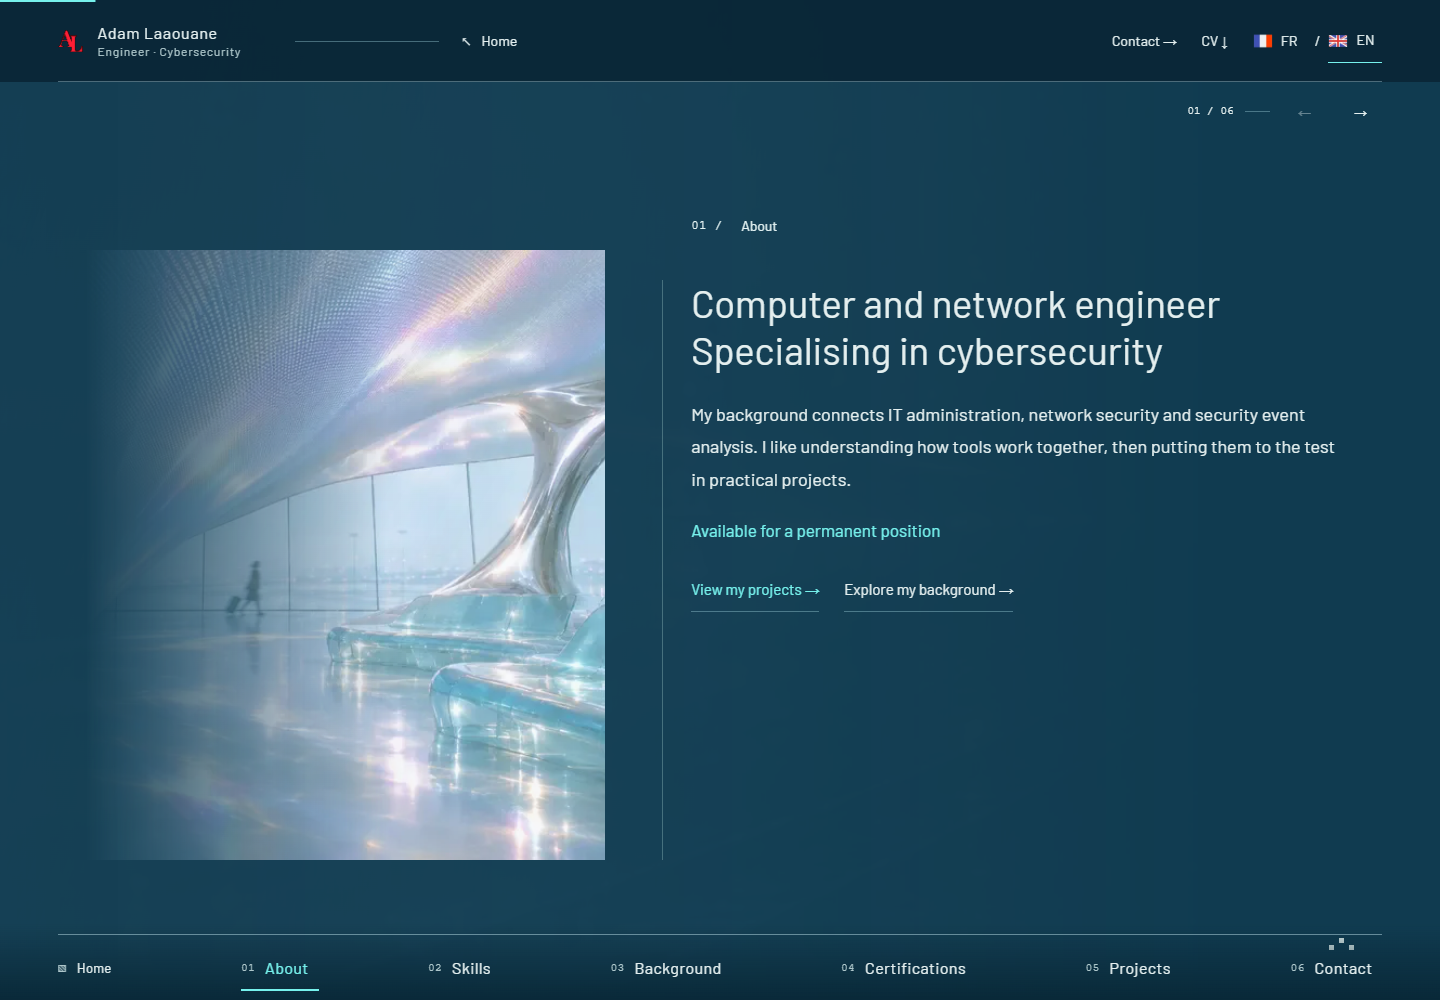 AL
Adam Laaouane
Engineer · Cybersecurity
↖ Home
Contact →
CV ↓
FR / EN
01 / 06 ← →
01 / About
Computer and network engineer
Specialising in cybersecurity
My background connects IT administration, network security and security event
analysis. I like understanding how tools work together, then putting them to the test
in practical projects.
Available for a permanent position
View my projects → Explore my background →
Home 01 About 02 Skills 03 Background 04 Certifications 05 Projects 06 Contact